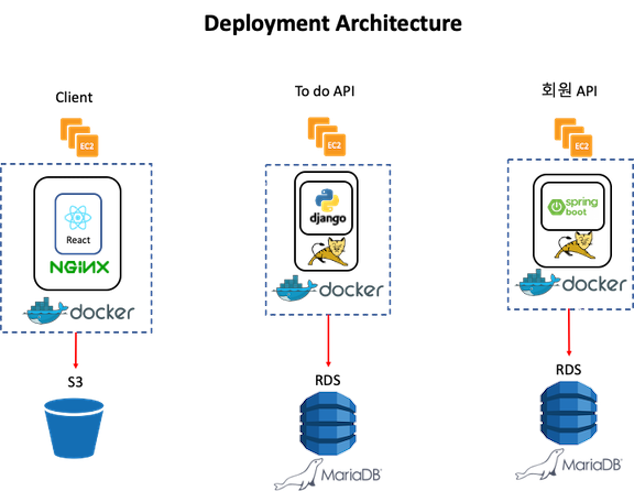 Deployment Architecture
Client
To do API
회원 API
EC2
EC2
EC2
React
NGiNX
docker
django
docker
spring
boot
docker
S3
RDS
RDS
MariaDB
MariaDB